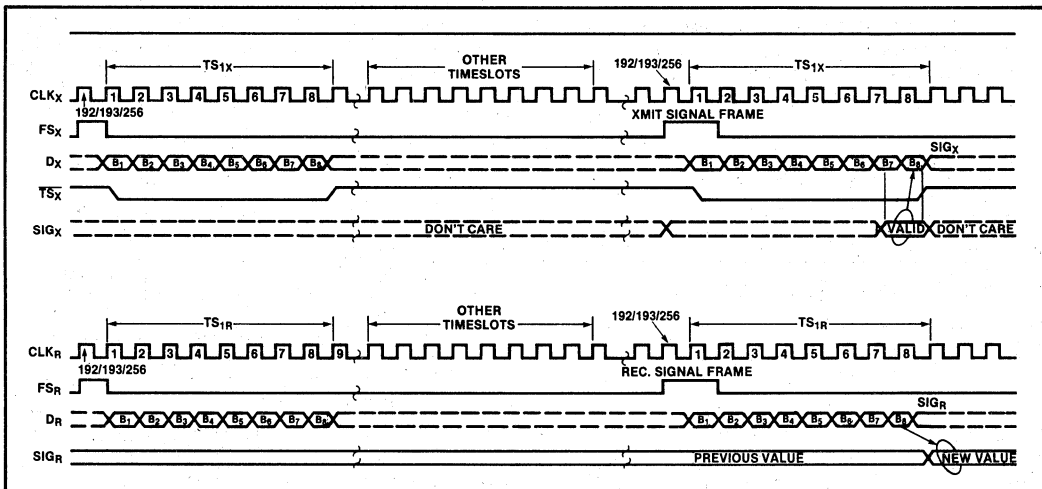 OTHER
TIMESLOTS
TS1X
192/193/256
TS1X
CLKX 1 2 3 4 5 6 7 8 1 2 3 4 5 6 7 8
192/193/256 XMIT SIGNAL FRAME
FSX
SIGX
DX B1 B2 B3 B4 B5 B6 B7 B8 B1 B2 B3 B4 B5 B6 B7 B8
TSX
SIGX DON'T CARE VALID DON'T CARE
OTHER
TIMESLOTS
TS1R
192/193/256
TS1R
CLKR 1 2 3 4 5 6 7 8 9 1 2 3 4 5 6 7 8
192/193/256 REC. SIGNAL FRAME
FSR
SIGR
DR B1 B2 B3 B4 B5 B6 B7 B8 B1 B2 B3 B4 B5 B6 B7 B8
SIGR PREVIOUS VALUE NEW VALUE